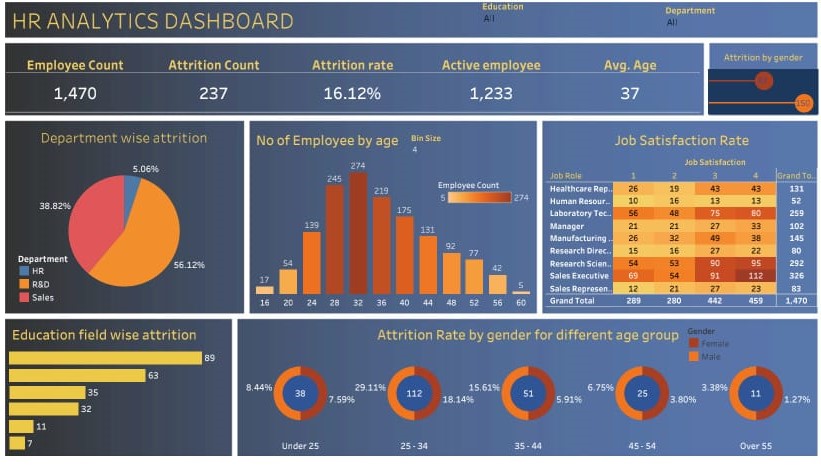 HR ANALYTICS DASHBOARD
Education
All
Department
All
Employee Count
Attrition Count
Attrition rate
Active employee
Avg. Age
1,470
237
16.12%
1,233
37
Attrition by gender
150
Department wise attrition
5.06%
38.82%
56.12%
Department
HR
R&D
Sales
No of Employee by age
Bin Size
4
Employee Count
5
274
17
54
139
245
274
219
175
131
92
77
42
5
16 20 24 28 32 36 40 44 48 52 56 60
Job Satisfaction Rate
Job Satisfaction
Job Role 1 2 3 4 Grand To..
Healthcare Rep.. 26 19 43 43 131
Human Resour.. 10 16 13 13 52
Laboratory Tec.. 56 48 75 80 259
Manager 21 21 27 33 102
Manufacturing .. 26 32 49 38 145
Research Direc.. 15 16 27 22 80
Research Scien.. 54 53 90 95 292
Sales Executive 69 54 91 112 326
Sales Represen.. 12 21 27 23 83
Grand Total 289 280 442 459 1,470
Education field wise attrition
89
63
35
32
11
7
Attrition Rate by gender for different age group
Gender
Female
Male
8.44% 38 7.59%
29.11% 112 18.14%
15.61% 51 5.91%
6.75% 25 3.80%
3.38% 11 1.27%
Under 25
25 - 34
35 - 44
45 - 54
Over 55